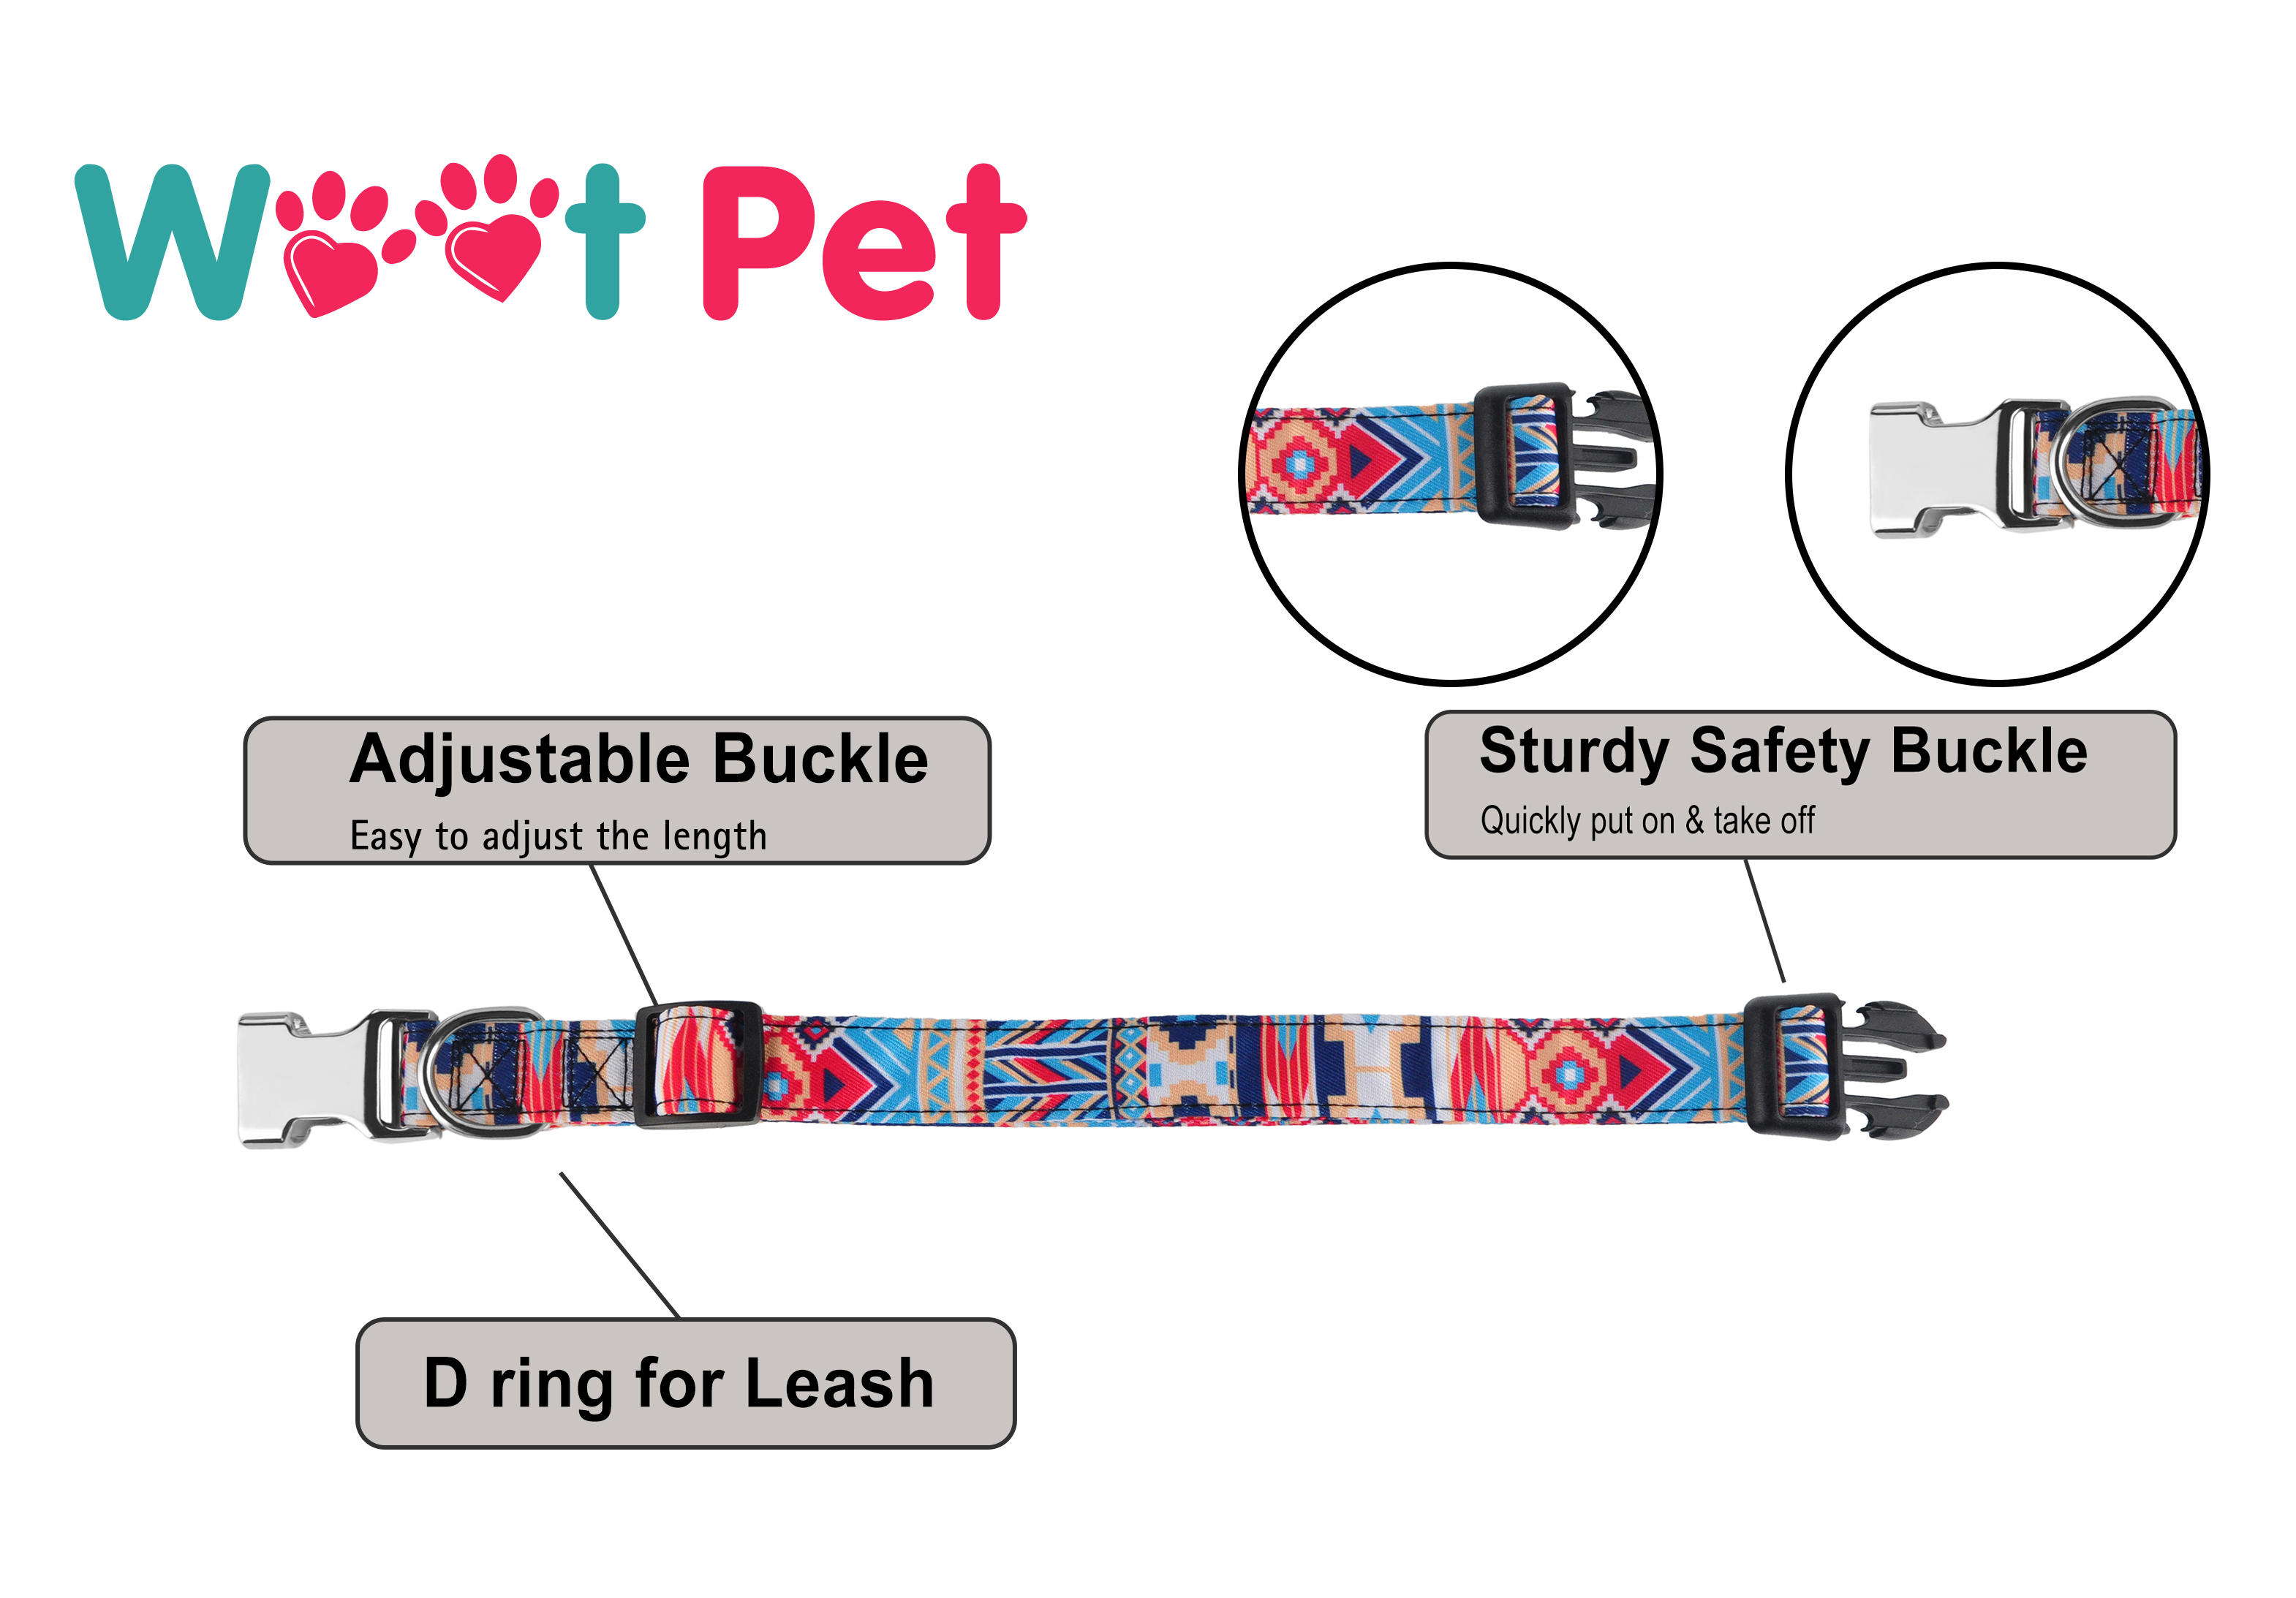 Woot Pet
Adjustable Buckle
Easy to adjust the length
Sturdy Safety Buckle
Quickly put on & take off
D ring for Leash